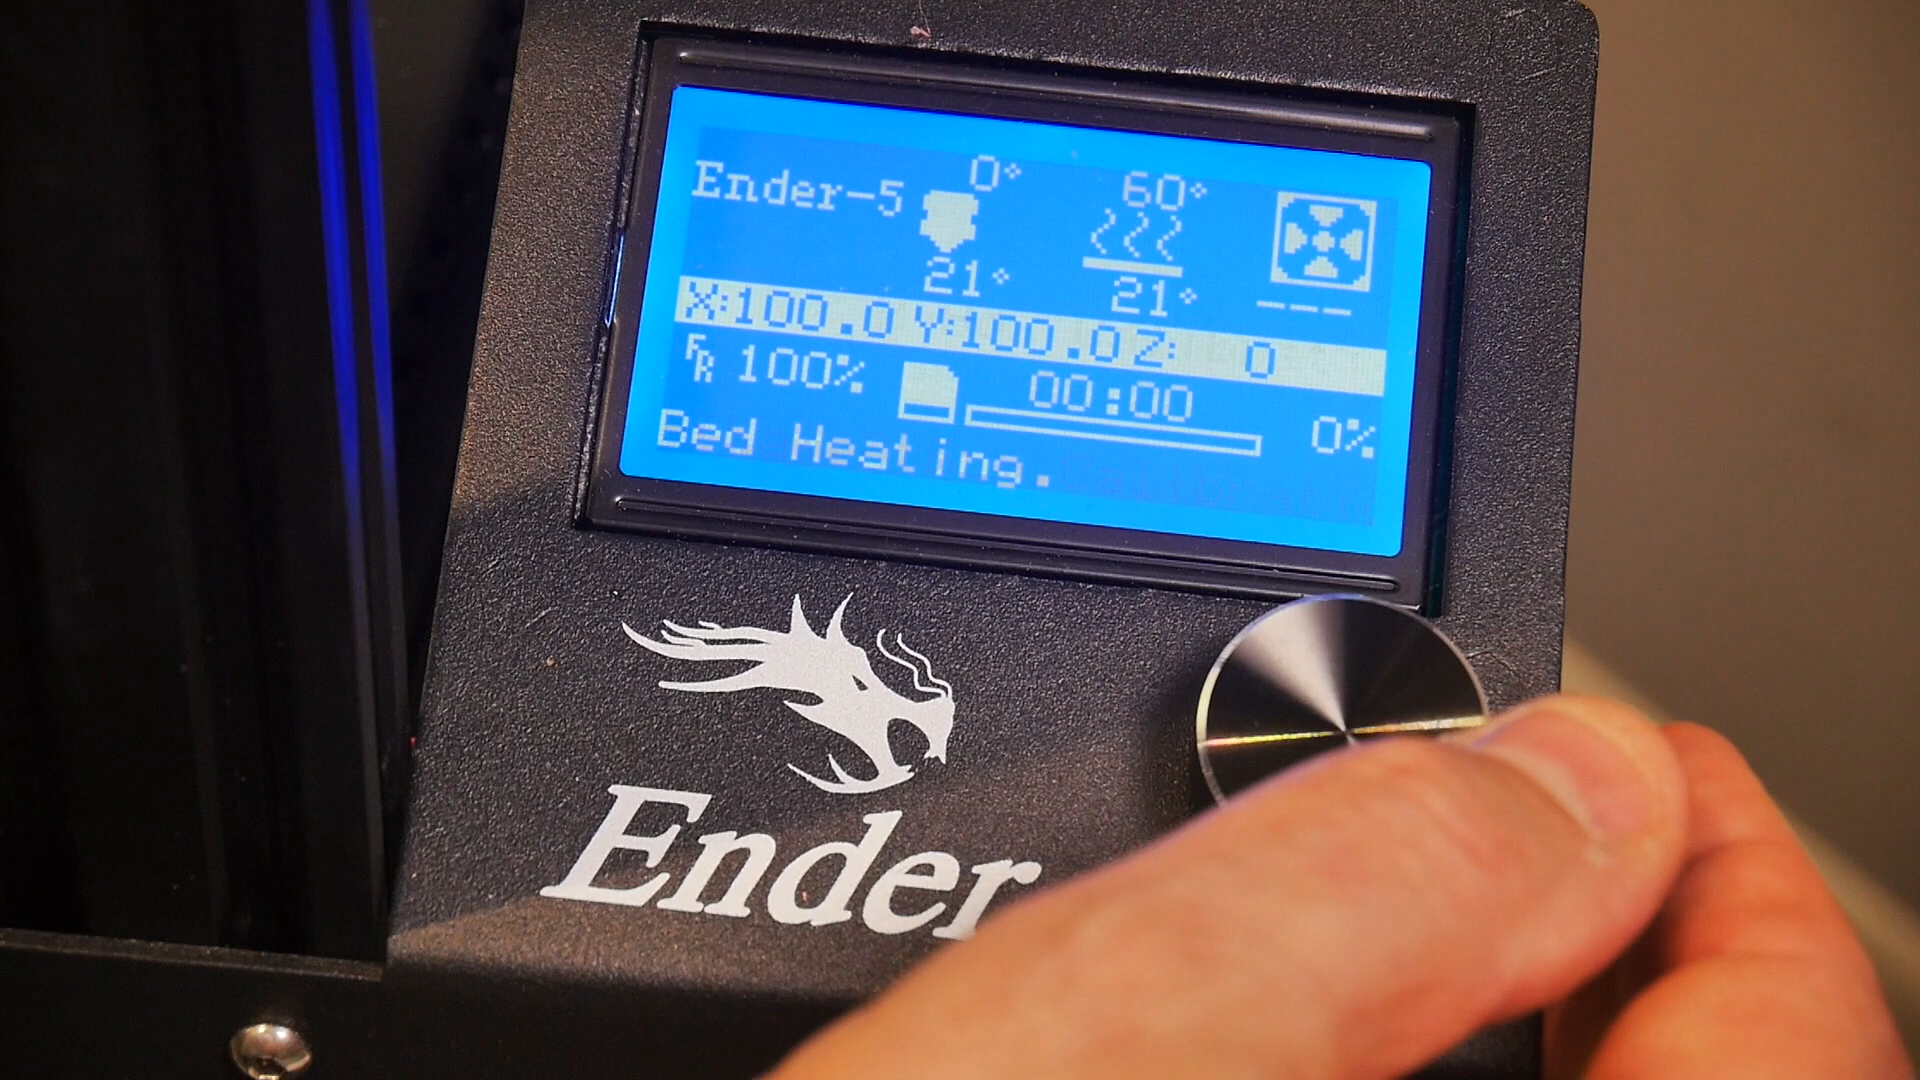 Ender-5 0° 60°
21° 21° ---
X:100.0 Y:100.0 Z: 0
FR 100% 00:00 0%
Bed Heating.
Ender